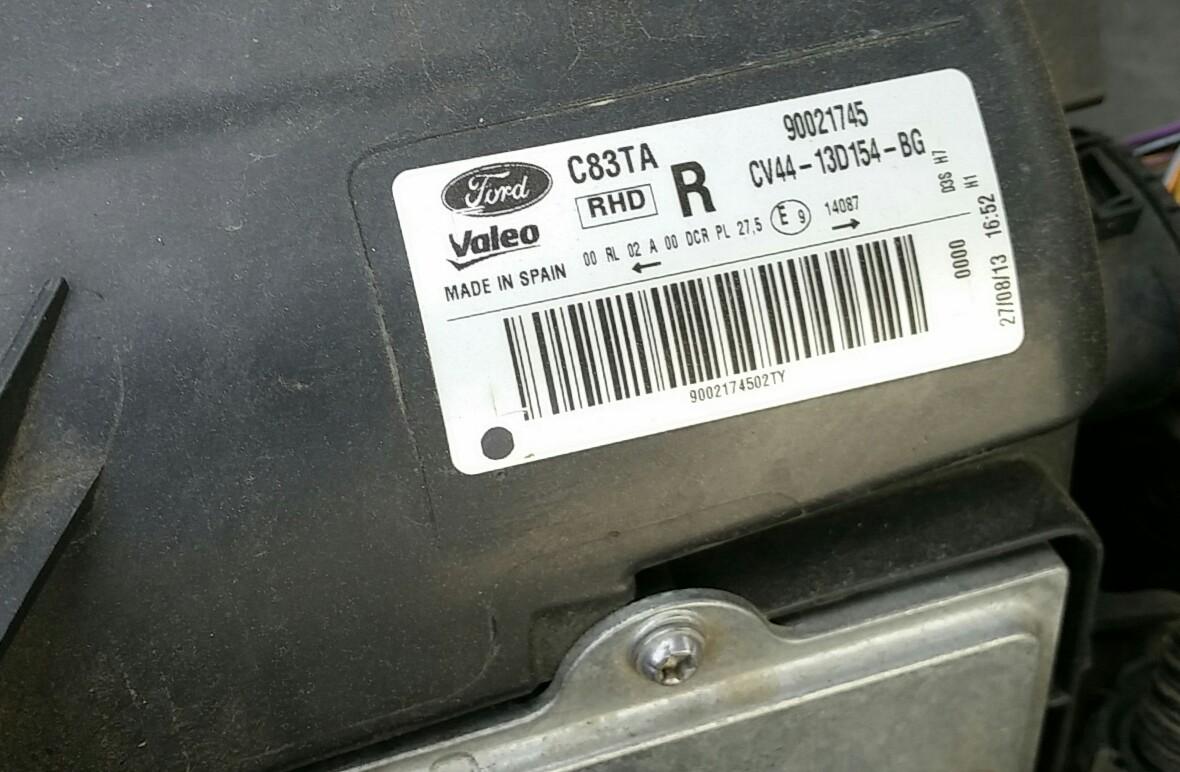 Ford
C83TA
90021745
Valeo
RHD
R
CV44-13D154-BG
MADE IN SPAIN
00 RL 02 A 00 DCR PL 27,5
E 9
14087
9002174502TY
D3S H7
H1
0000
27/08/13 16:52